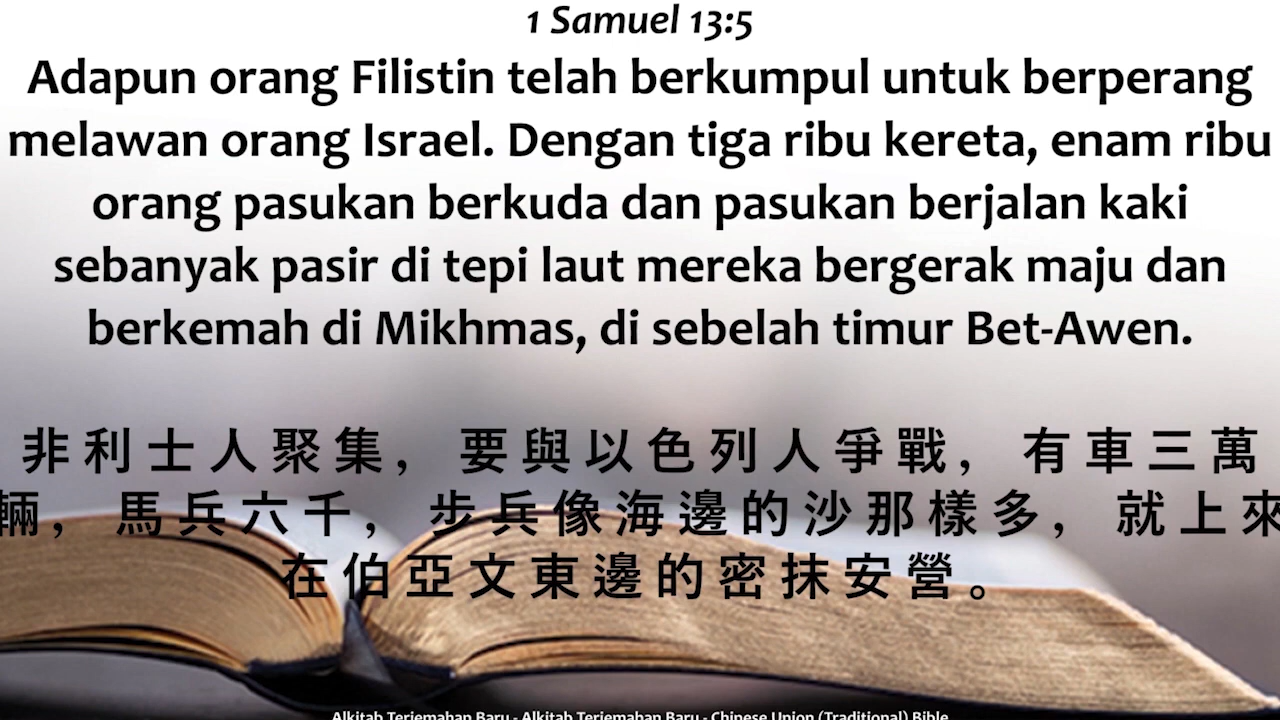 1 Samuel 13:5
Adapun orang Filistin telah berkumpul untuk berperang
melawan orang Israel. Dengan tiga ribu kereta, enam ribu
orang pasukan berkuda dan pasukan berjalan kaki
sebanyak pasir di tepi laut mereka bergerak maju dan
berkemah di Mikhmas, di sebelah timur Bet-Awen.
非利士人聚集，要與以色列人爭戰，有車三萬
輛，馬兵六千，步兵像海邊的沙那樣多，就上來
在伯亞文東邊的密抹安營。
Alkitab Terjemahan Baru - Alkitab Terjemahan Baru - Chinese Union (Traditional) Bible